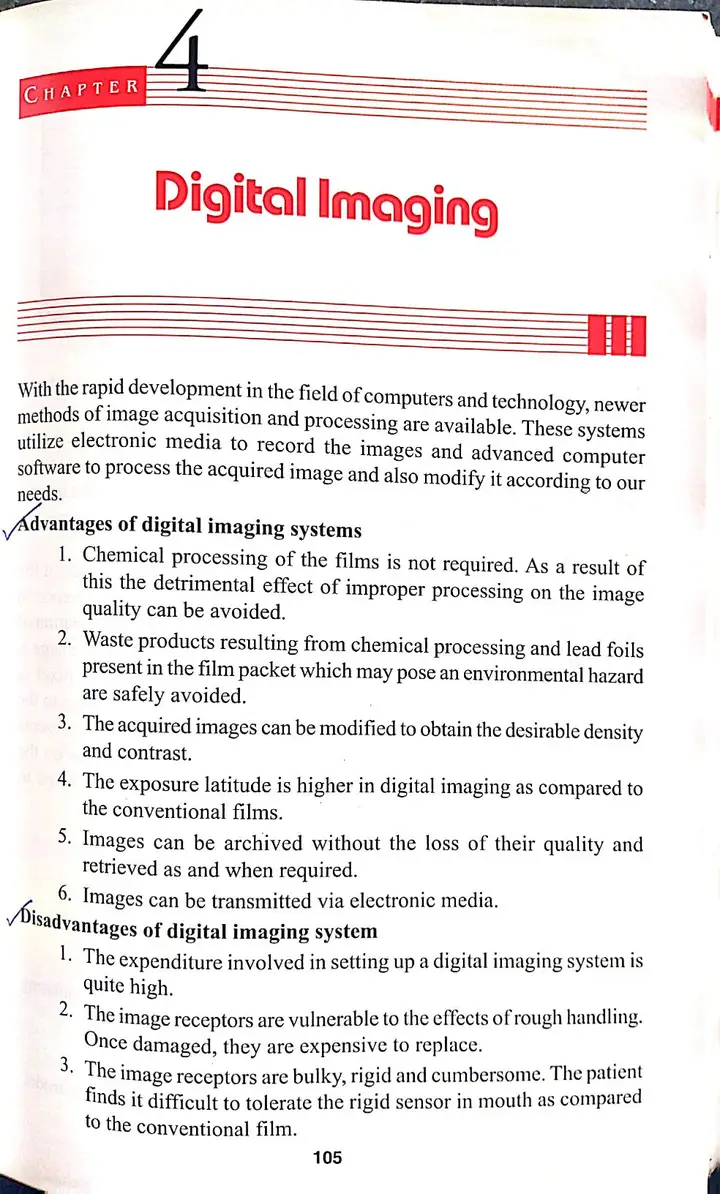 CHAPTER 4
Digital Imaging
With the rapid development in the field of computers and technology, newer
methods of image acquisition and processing are available. These systems
utilize electronic media to record the images and advanced computer
software to process the acquired image and also modify it according to our
needs.
Advantages of digital imaging systems
1. Chemical processing of the films is not required. As a result of
this the detrimental effect of improper processing on the image
quality can be avoided.
2. Waste products resulting from chemical processing and lead foils
present in the film packet which may pose an environmental hazard
are safely avoided.
3. The acquired images can be modified to obtain the desirable density
and contrast.
4. The exposure latitude is higher in digital imaging as compared to
the conventional films.
5. Images can be archived without the loss of their quality and
retrieved as and when required.
6. Images can be transmitted via electronic media.
Disadvantages of digital imaging system
1. The expenditure involved in setting up a digital imaging system is
quite high.
2. The image receptors are vulnerable to the effects of rough handling.
Once damaged, they are expensive to replace.
3. The image receptors are bulky, rigid and cumbersome. The patient
finds it difficult to tolerate the rigid sensor in mouth as compared
to the conventional film.
105